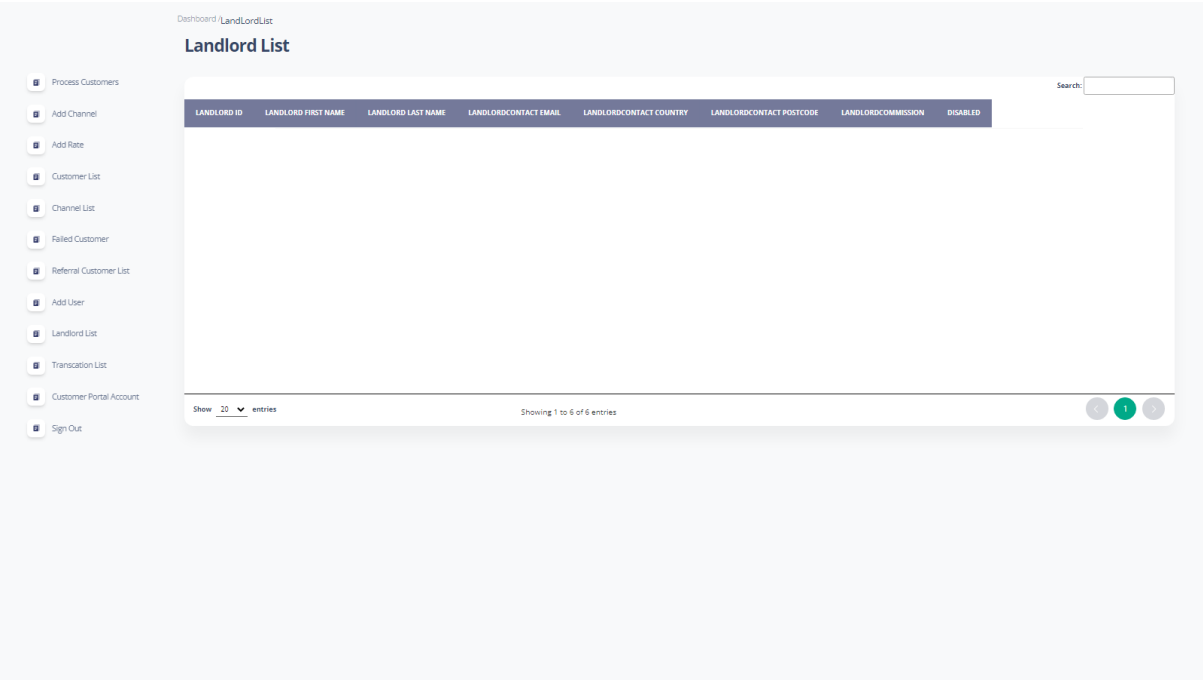 Dashboard /LandLordList
Landlord List
Process Customers
Add Channel
Add Rate
Customer List
Channel List
Failed Customer
Referral Customer List
Add User
Landlord List
Transcation List
Customer Portal Account
Sign Out
Search:
LANDLORD ID LANDLORD FIRST NAME LANDLORD LAST NAME LANDLORDCONTACT EMAIL LANDLORDCONTACT COUNTRY LANDLORDCONTACT POSTCODE LANDLORDCOMMISSION DISABLED
Show 20 entries Showing 1 to 6 of 6 entries < 1 >